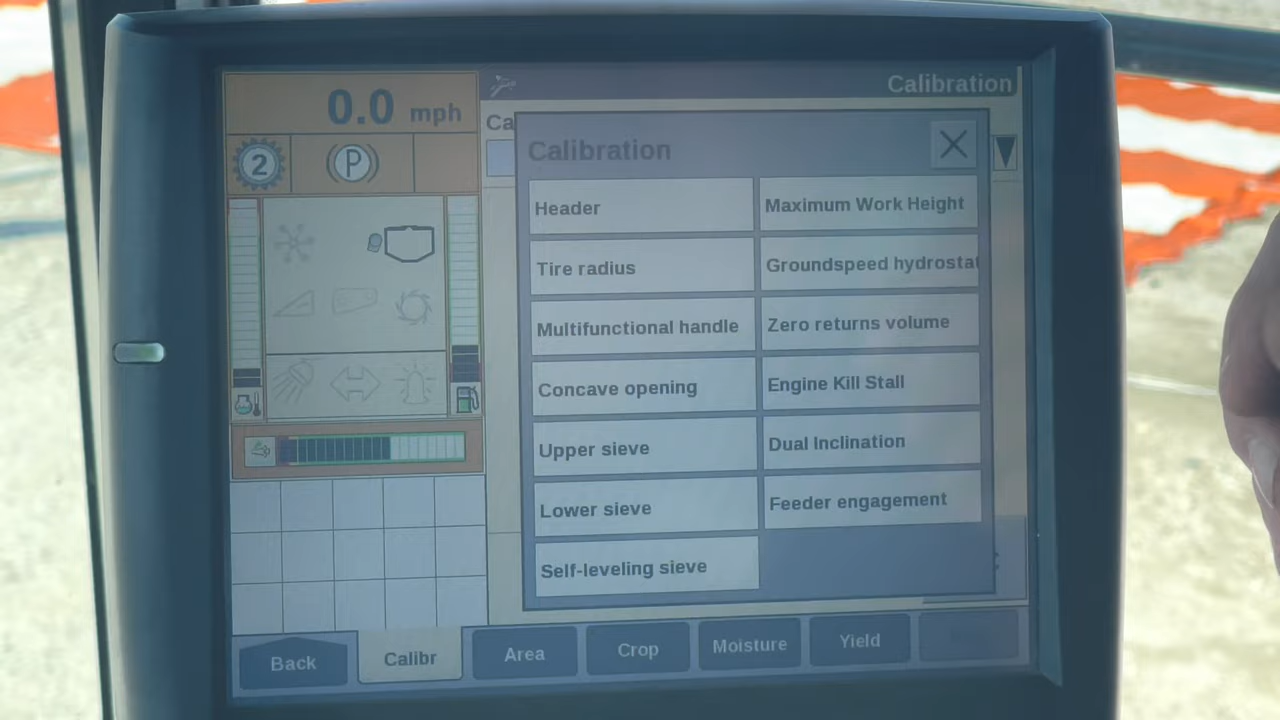 0.0 mph
2
P
Calibration
Ca
Calibration
Header
Maximum Work Height
Tire radius
Groundspeed hydrostat
Multifunctional handle
Zero returns volume
Concave opening
Engine Kill Stall
Upper sieve
Dual Inclination
Lower sieve
Feeder engagement
Self-leveling sieve
Back
Calibr
Area
Crop
Moisture
Yield